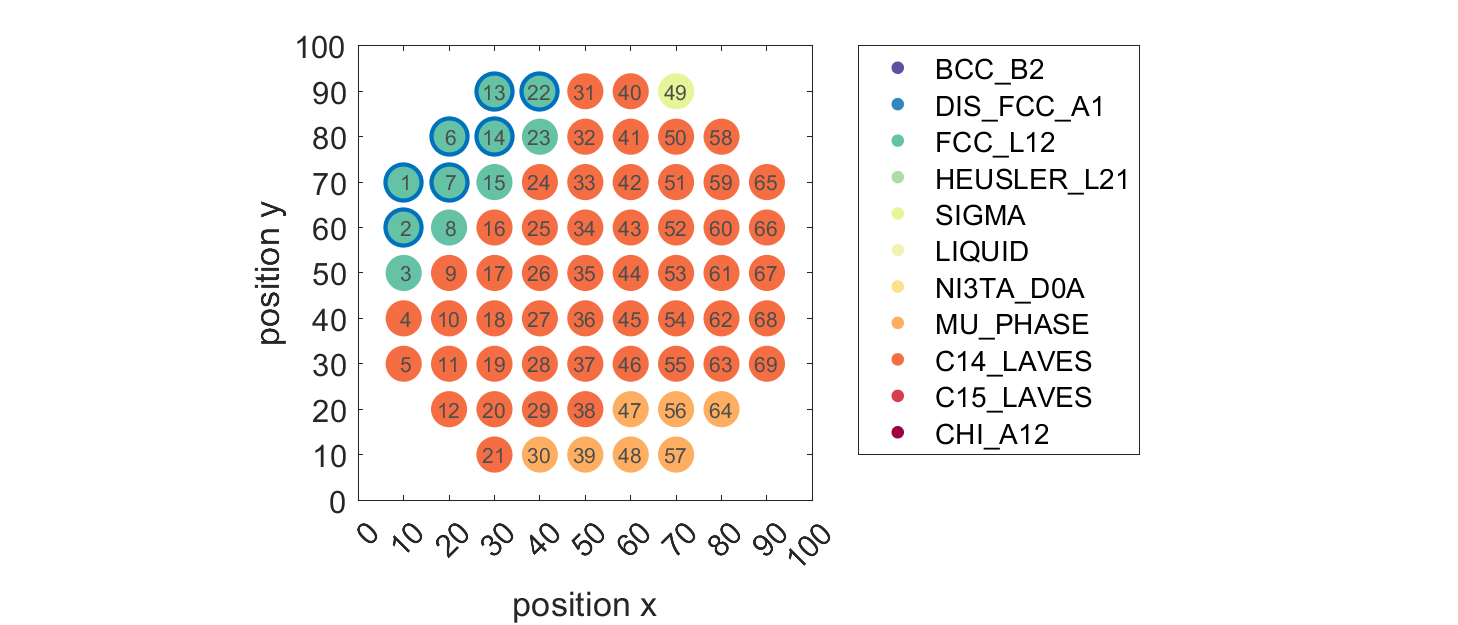 100
90
80
70
60
50
40
30
20
10
0
position y
13 22 31 40 49
6 14 23 32 41 50 58
1 7 15 24 33 42 51 59 65
2 8 16 25 34 43 52 60 66
3 9 17 26 35 44 53 61 67
4 10 18 27 36 45 54 62 68
5 11 19 28 37 46 55 63 69
12 20 29 38 47 56 64
21 30 39 48 57
0 10 20 30 40 50 60 70 80 90 100
position x
BCC_B2
DIS_FCC_A1
FCC_L12
HEUSLER_L21
SIGMA
LIQUID
NI3TA_D0A
MU_PHASE
C14_LAVES
C15_LAVES
CHI_A12